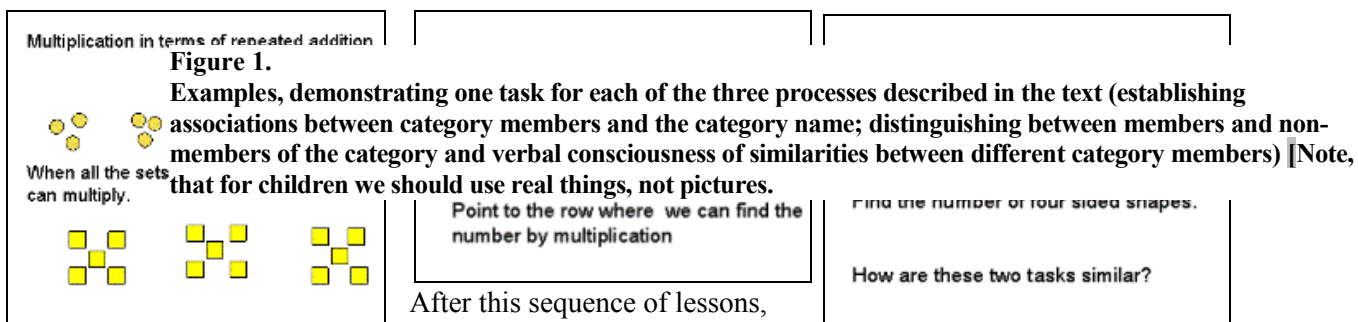 Multiplication in terms of repeated addition
Figure 1.
Examples, demonstrating one task for each of the three processes described in the text (establishing
associations between category members and the category name; distinguishing between members and non-
members of the category and verbal consciousness of similarities between different category members) [Note,
that for children we should use real things, not pictures.
When all the sets
can multiply.
Point to the row where we can find the
number by multiplication
Find the number of four sided shapes.
How are these two tasks similar?
After this sequence of lessons,